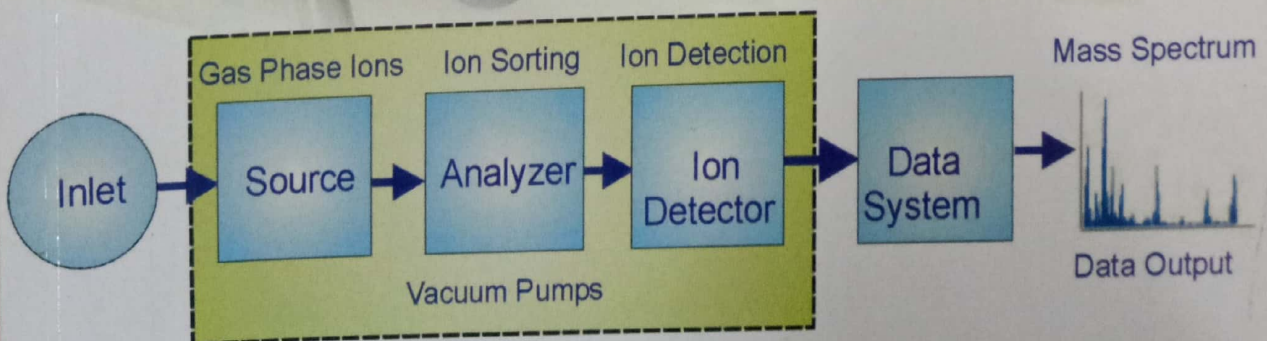 Gas Phase Ions
Ion Sorting
Ion Detection
Mass Spectrum
Inlet
Source
Analyzer
Ion
Detector
Data
System
Vacuum Pumps
Data Output